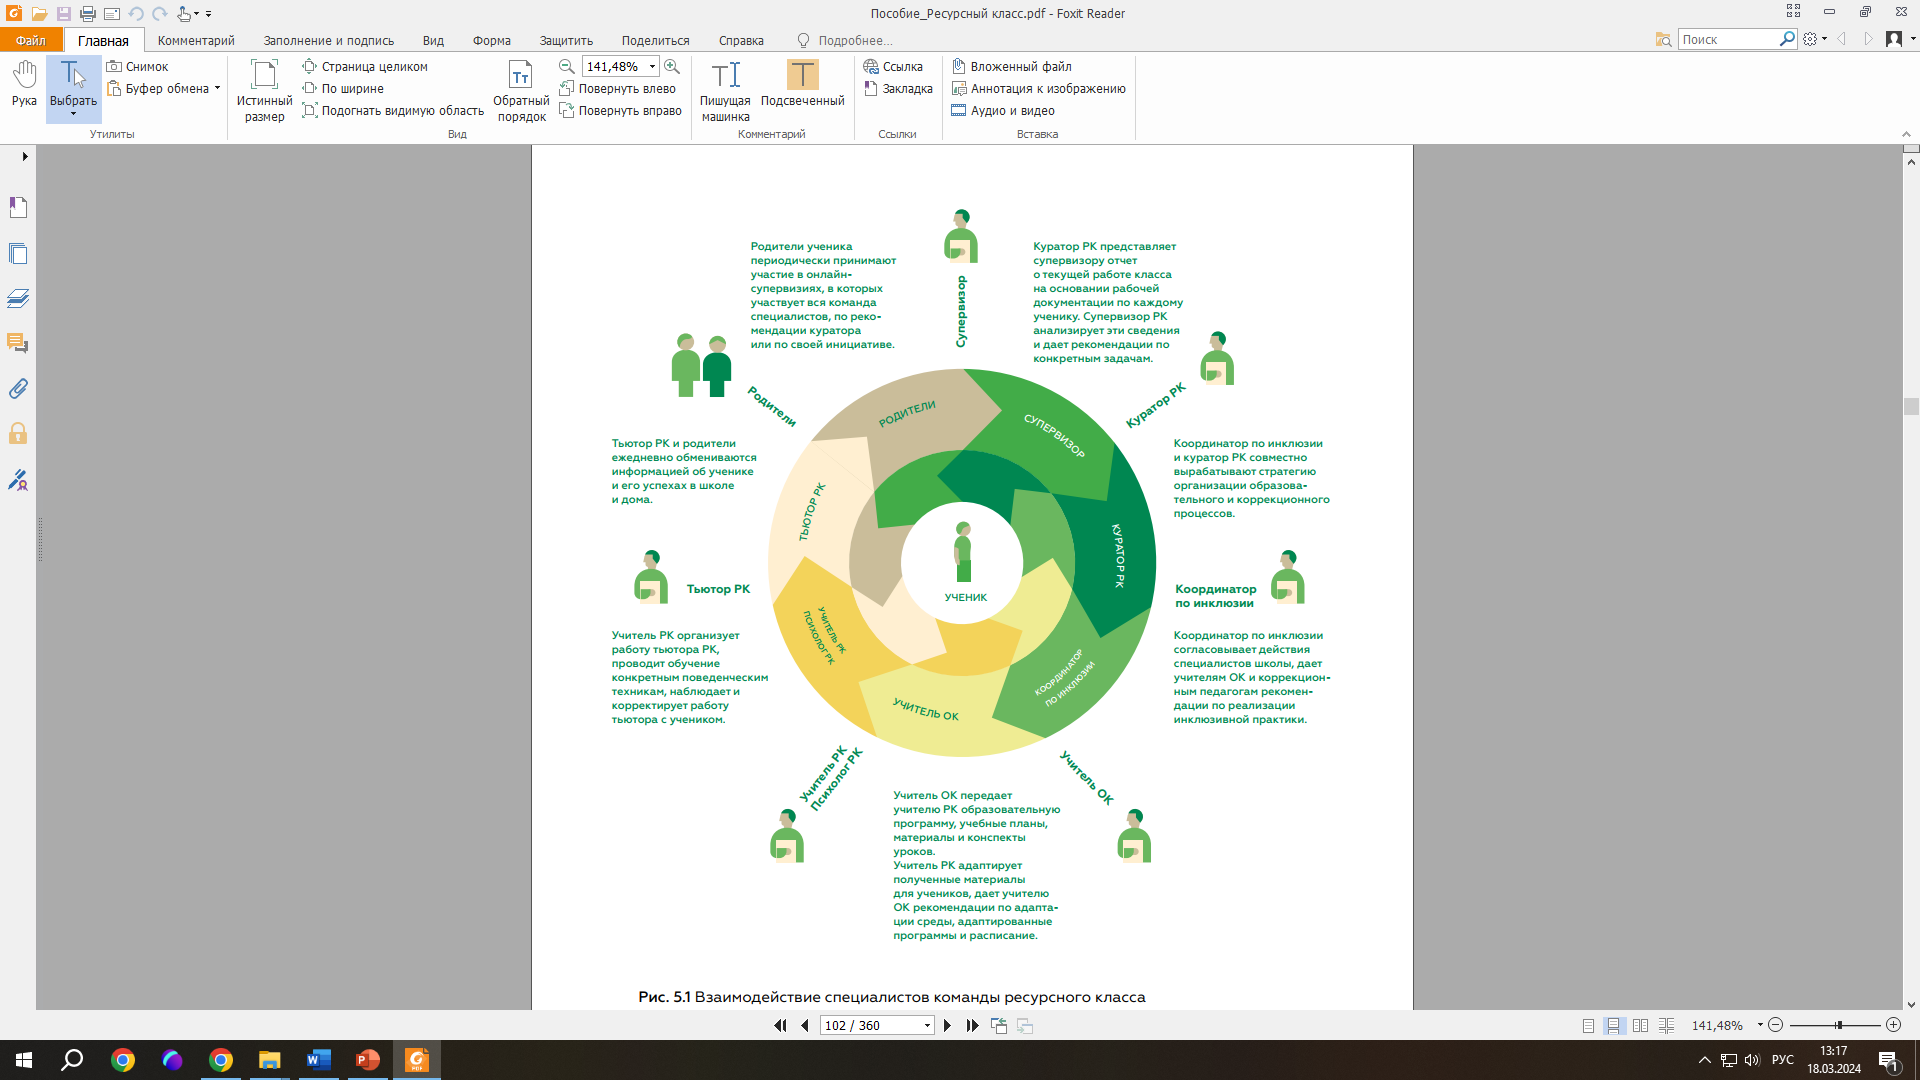 Пособие_Ресурсный класс.pdf - Foxit Reader
Файл
Главная
Комментарий
Заполнение и подпись
Вид
Форма
Защитить
Поделиться
Справка
Подробнее...
Поиск
Рука
Выбрать
Снимок
Буфер обмена
Утилиты
Истинный
размер
Страница целиком
По ширине
Подогнать видимую область
Обратный
порядок
141,48%
Повернуть влево
Повернуть вправо
Вид
Пишущая
машинка
Подсвеченный
Комментарий
Ссылка
Закладка
Ссылки
Вложенный файл
Аннотация к изображению
Аудио и видео
Вставка
Родители ученика
периодически принимают
участие в онлайн-
супервизиях, в которых
участвует вся команда
специалистов, по реко-
мендации куратора
или по своей инициативе.
Супервизор
Куратор РК представляет
супервизору отчет
о текущей работе класса
на основании рабочей
документации по каждому
ученику. Супервизор РК
анализирует эти сведения
и дает рекомендации по
конкретным задачам.
Родители
Куратор РК
РОДИТЕЛИ
СУПЕРВИЗОР
Тьютор РК и родители
ежедневно обмениваются
информацией об ученике
и его успехах в школе
и дома.
Координатор по инклюзии
и куратор РК совместно
вырабатывают стратегию
организации образова-
тельного и коррекционного
процессов.
ТЬЮТОР РК
КУРАТОР РК
УЧЕНИК
Тьютор РК
Координатор
по инклюзии
УЧИТЕЛЬ РК
ПСИХОЛОГ РК
КООРДИНАТОР
ПО ИНКЛЮЗИИ
УЧИТЕЛЬ ОК
Учитель РК организует
работу тьютора РК,
проводит обучение
конкретным поведенческим
техникам, наблюдает и
корректирует работу
тьютора с учеником.
Координатор по инклюзии
согласовывает действия
специалистов школы, дает
учителям ОК и коррекцион-
ным педагогам рекомен-
дации по реализации
инклюзивной практики.
Учитель РК
Психолог РК
Учитель ОК
Учитель ОК передает
учителю РК образовательную
программу, учебные планы,
материалы и конспекты
уроков.
Учитель РК адаптирует
полученные материалы
для учеников, дает учителю
ОК рекомендации по адапта-
ции среды, адаптированные
программы и расписание.
Рис. 5.1 Взаимодействие специалистов команды ресурсного класса
102 / 360
141,48%
РУС
13:17
18.03.2024
1